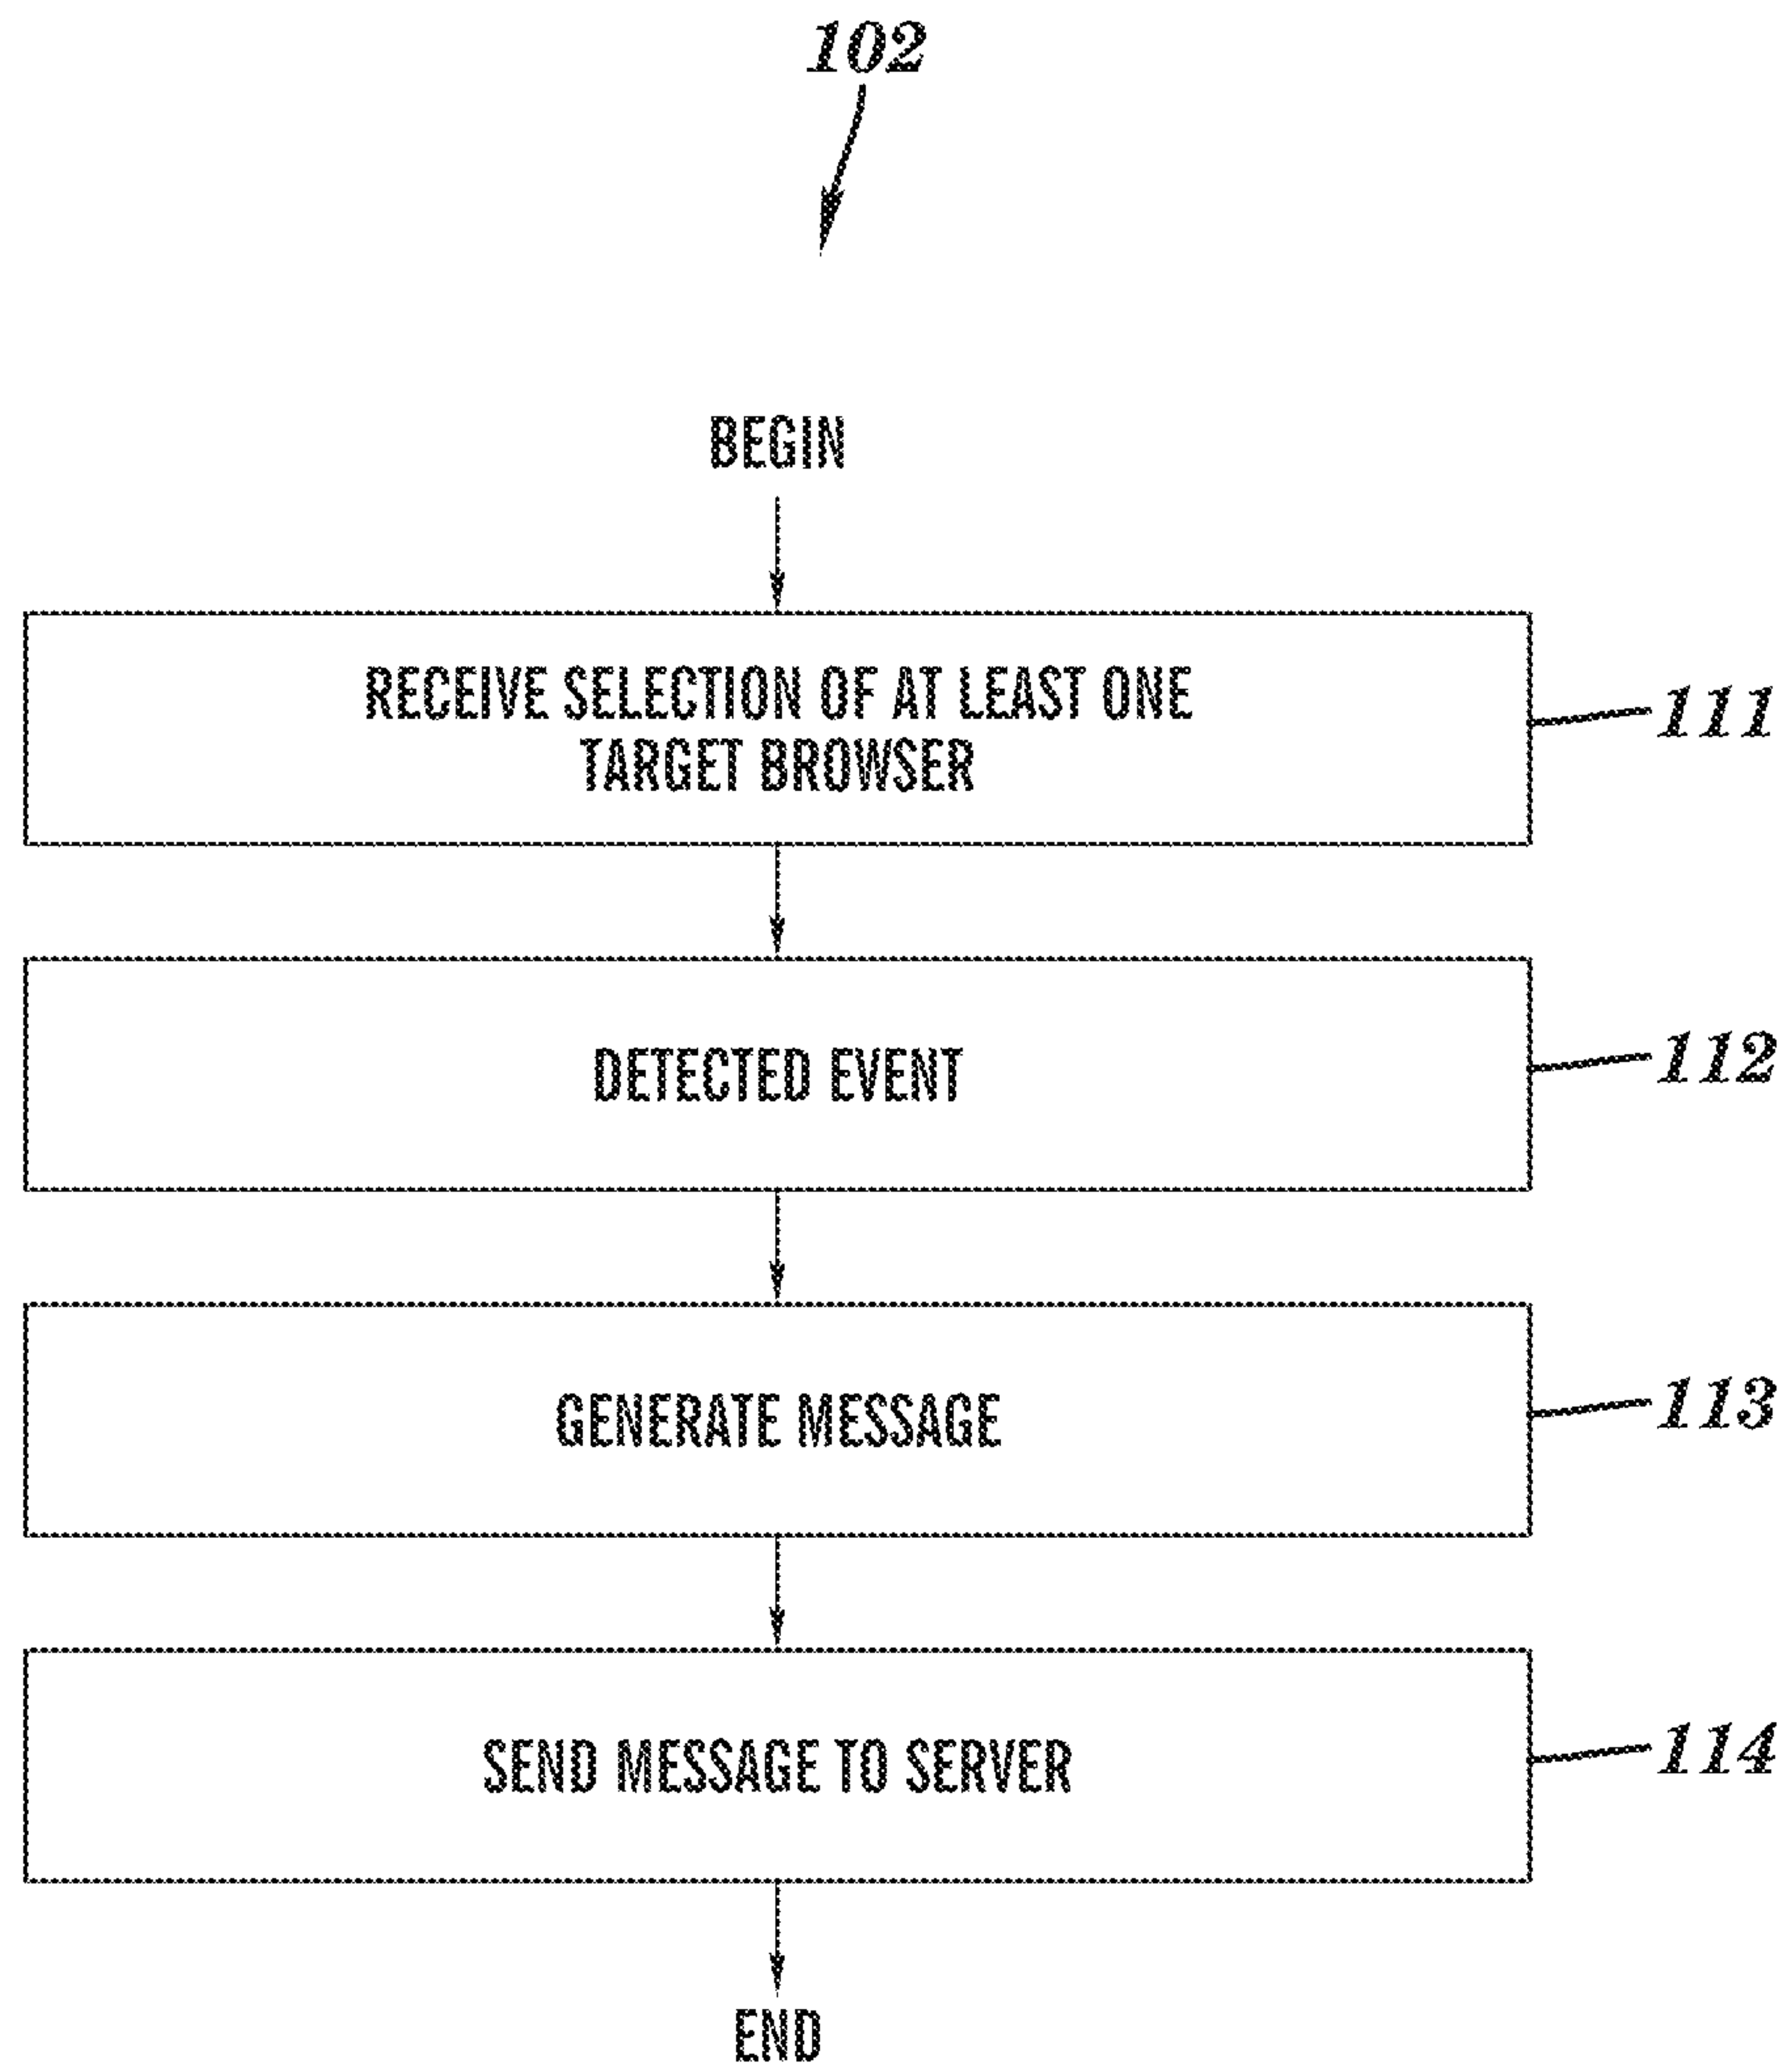 102
BEGIN
RECEIVE SELECTION OF AT LEAST ONE
TARGET BROWSER
111
DETECTED EVENT
112
GENERATE MESSAGE
113
SEND MESSAGE TO SERVER
114
END